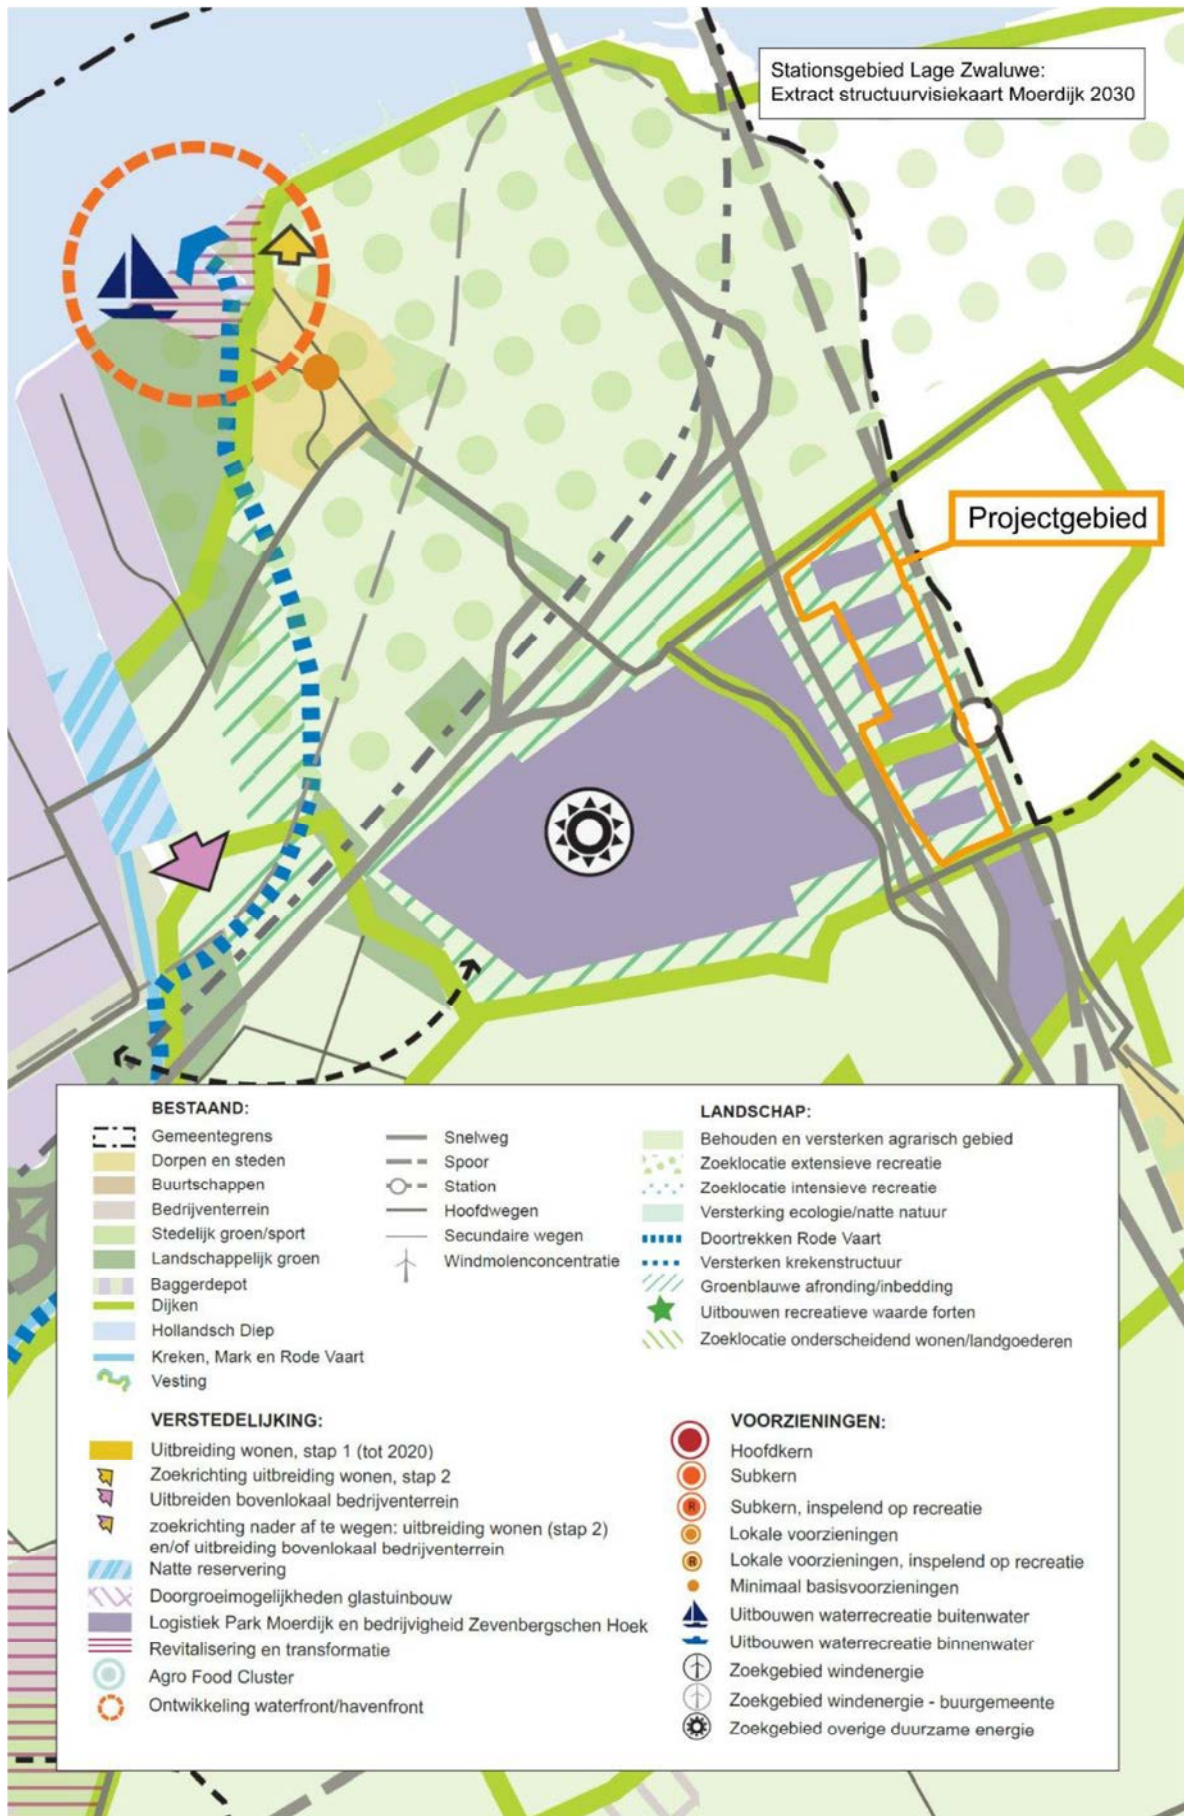 Stationsgebied Lage Zwaluwe:
Extract structuurvisiekaart Moerdijk 2030
Projectgebied
BESTAAND:
Gemeentegrens
Dorpen en steden
Buurtschappen
Bedrijventerrein
Stedelijk groen/sport
Landschappelijk groen
Baggerdepot
Dijken
Hollandsch Diep
Kreken, Mark en Rode Vaart
Vesting
Snelweg
Spoor
Station
Hoofdwegen
Secundaire wegen
Windmolenconcentratie
LANDSCHAP:
Behouden en versterken agrarisch gebied
Zoeklocatie extensieve recreatie
Zoeklocatie intensieve recreatie
Versterking ecologie/natte natuur
Doortrekken Rode Vaart
Versterken krekenstructuur
Groenblauwe afronding/inbedding
Uitbouwen recreatieve waarde forten
Zoeklocatie onderscheidend wonen/landgoederen
VERSTEDELIJKING:
Uitbreiding wonen, stap 1 (tot 2020)
Zoekrichting uitbreiding wonen, stap 2
Uitbreiden bovenlokaal bedrijventerrein
zoekrichting nader af te wegen: uitbreiding wonen (stap 2)
en/of uitbreiding bovenlokaal bedrijventerrein
Natte reservering
Doorgroeimogelijkheden glastuinbouw
Logistiek Park Moerdijk en bedrijvigheid Zevenbergschen Hoek
Revitalisering en transformatie
Agro Food Cluster
Ontwikkeling waterfront/havenfront
VOORZIENINGEN:
Hoofdkern
Subkern
R Subkern, inspelend op recreatie
Lokale voorzieningen
R Lokale voorzieningen, inspelend op recreatie
Minimaal basisvoorzieningen
Uitbouwen waterrecreatie buitenwater
Uitbouwen waterrecreatie binnenwater
Zoekgebied windenergie
Zoekgebied windenergie - buurgemeente
Zoekgebied overige duurzame energie